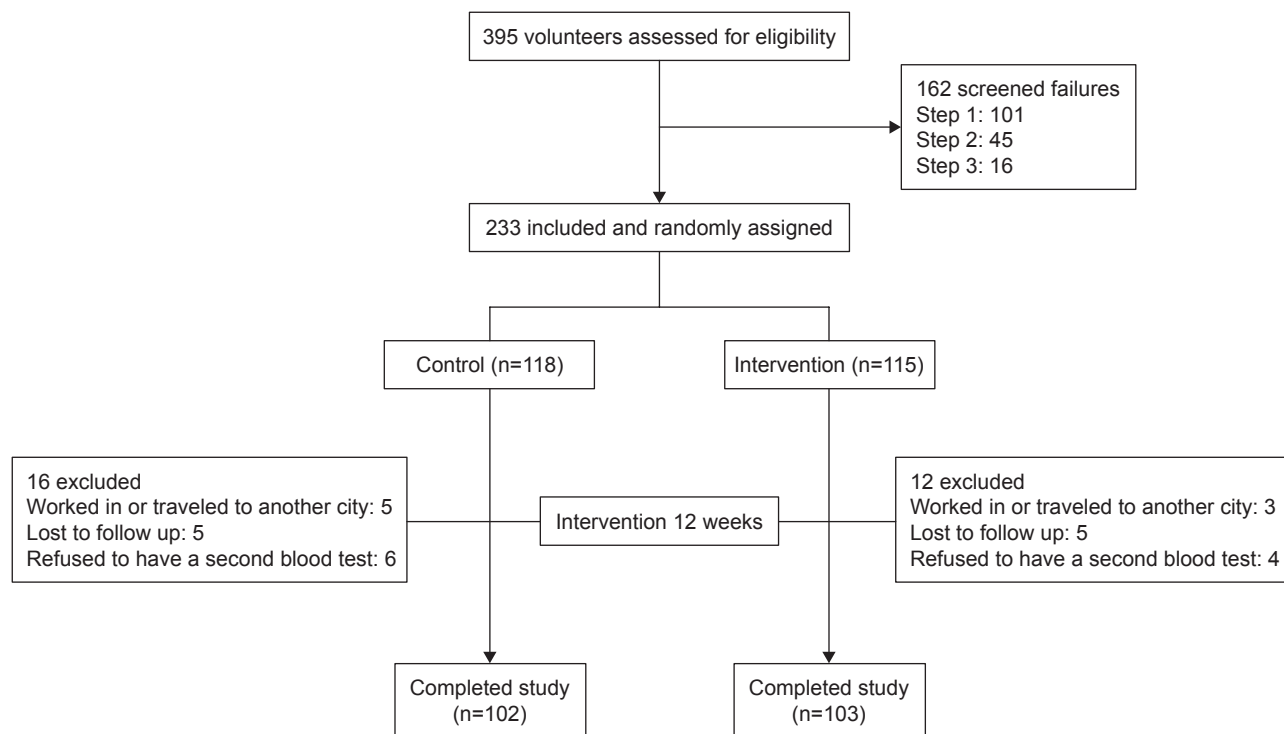 395 volunteers assessed for eligibility
162 screened failures
Step 1: 101
Step 2: 45
Step 3: 16
233 included and randomly assigned
Control (n=118)
Intervention (n=115)
16 excluded
Worked in or traveled to another city: 5
Lost to follow up: 5
Refused to have a second blood test: 6
Intervention 12 weeks
12 excluded
Worked in or traveled to another city: 3
Lost to follow up: 5
Refused to have a second blood test: 4
Completed study
(n=102)
Completed study
(n=103)